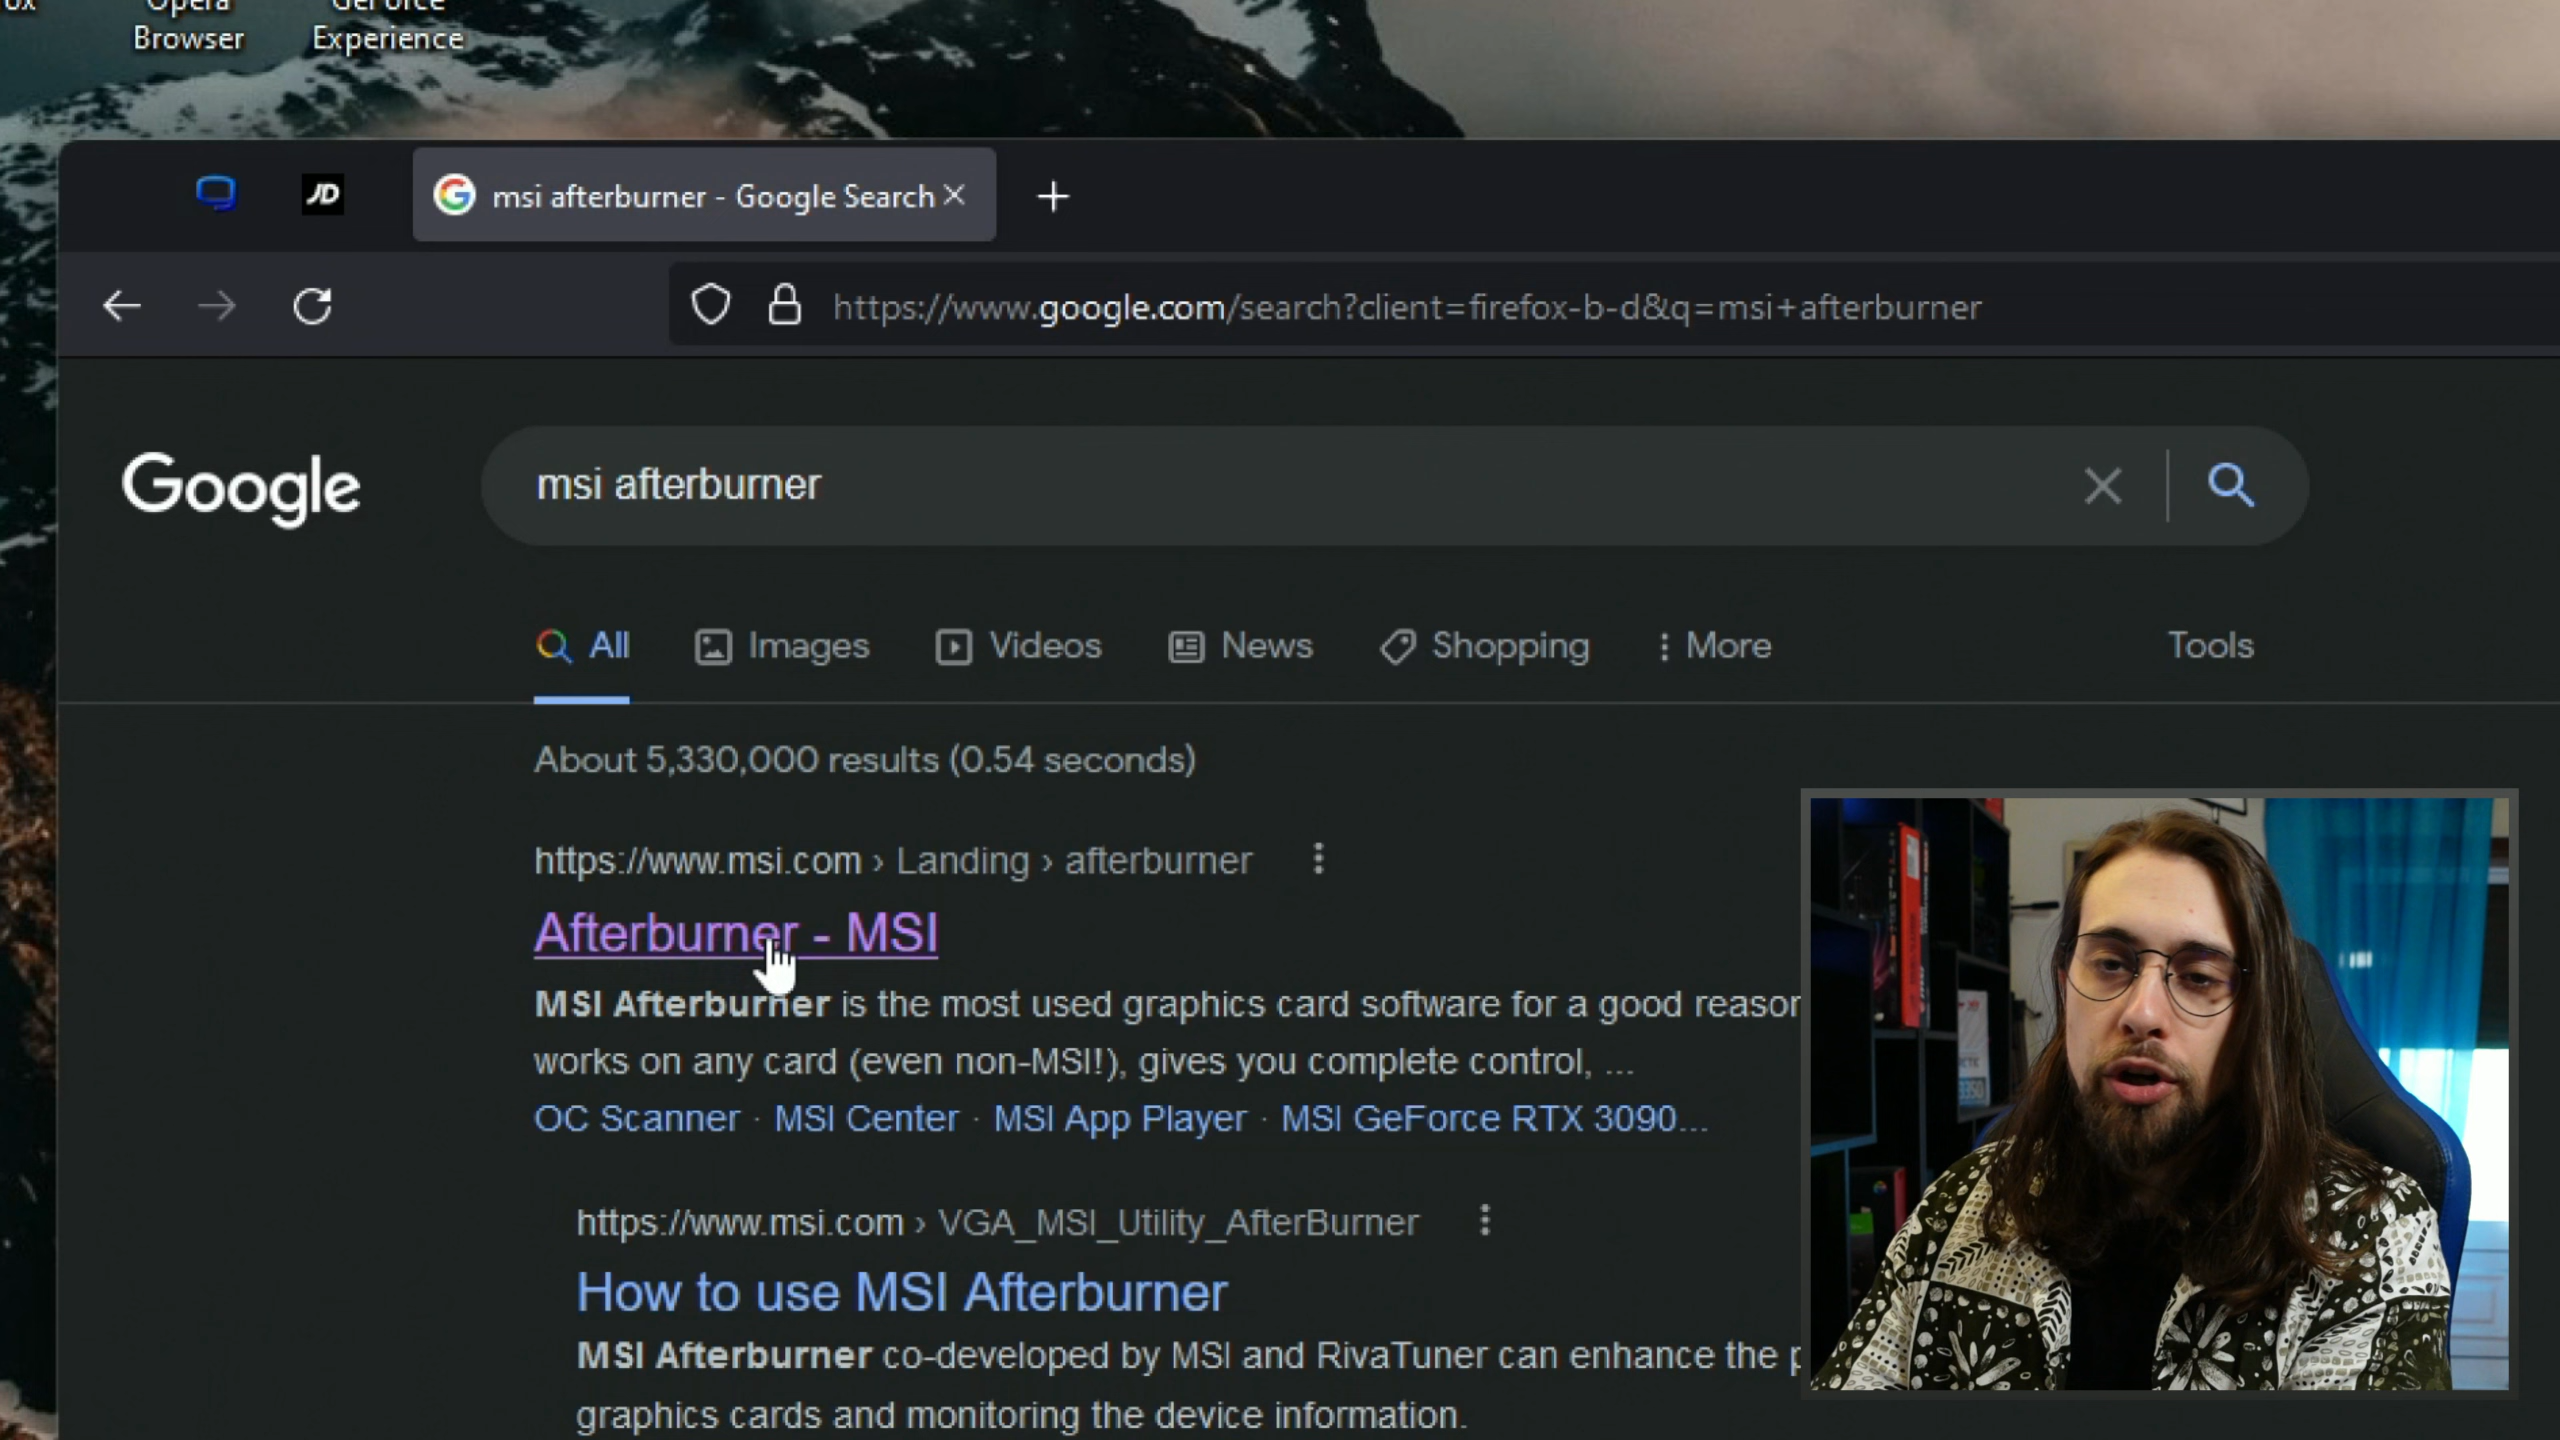 Opera
GeForce
Browser
Experience
JD
msi afterburner - Google Search
https://www.google.com/search?client=firefox-b-d&q=msi+afterburner
Google
msi afterburner
All
Images
Videos
News
Shopping
More
Tools
About 5,330,000 results (0.54 seconds)
https://www.msi.com › Landing › afterburner
Afterburner - MSI
MSI Afterburner is the most used graphics card software for a good reason
works on any card (even non-MSI!), gives you complete control, ...
OC Scanner · MSI Center · MSI App Player · MSI GeForce RTX 3090...
https://www.msi.com › VGA_MSI_Utility_AfterBurner
How to use MSI Afterburner
MSI Afterburner co-developed by MSI and RivaTuner can enhance the
graphics cards and monitoring the device information.